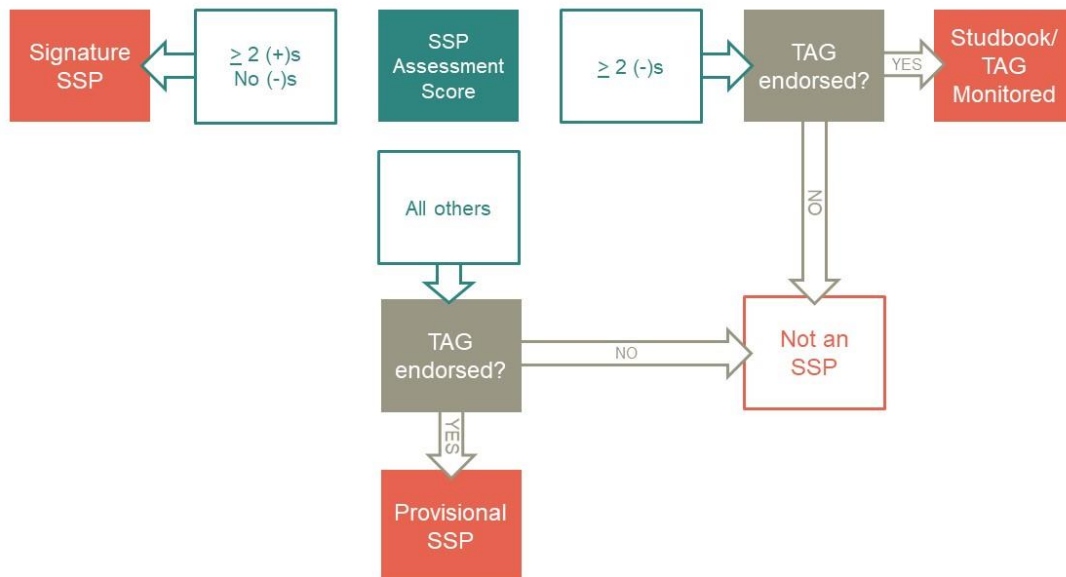 Signature
SSP
≥ 2 (+)s
No (-)s
SSP
Assessment
Score
≥ 2 (-)s
TAG
endorsed?
YES
Studbook/
TAG
Monitored
NO
All others
TAG
endorsed?
NO
Not an
SSP
YES
Provisional
SSP